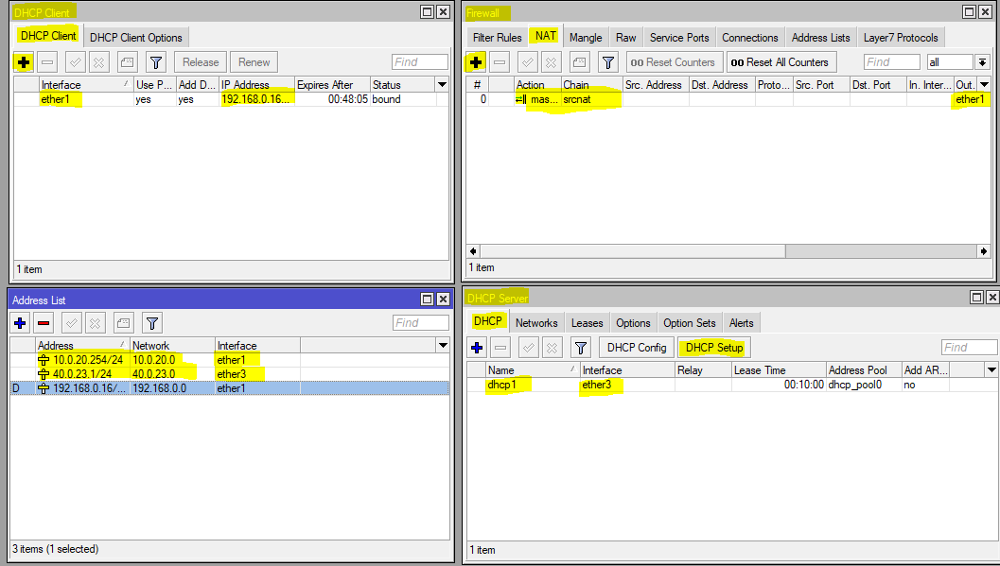 DHCP Client
DHCP Client DHCP Client Options
Release Renew Find
Interface Use P... Add D... IP Address Expires After Status
ether1 yes yes 192.168.0.16... 00:48:05 bound
1 item
Firewall
Filter Rules NAT Mangle Raw Service Ports Connections Address Lists Layer7 Protocols
00 Reset Counters 00 Reset All Counters Find all
# Action Chain Src. Address Dst. Address Proto... Src. Port Dst. Port In. Inter... Out.
0 mas... srcnat ether1
1 item
Address List
Find
Address Network Interface
10.0.20.254/24 10.0.20.0 ether1
40.0.23.1/24 40.0.23.0 ether3
D 192.168.0.16/... 192.168.0.0 ether1
3 items (1 selected)
DHCP Server
DHCP Networks Leases Options Option Sets Alerts
DHCP Config DHCP Setup Find
Name Interface Relay Lease Time Address Pool Add AR...
dhcp1 ether3 00:10:00 dhcp_pool0 no
1 item